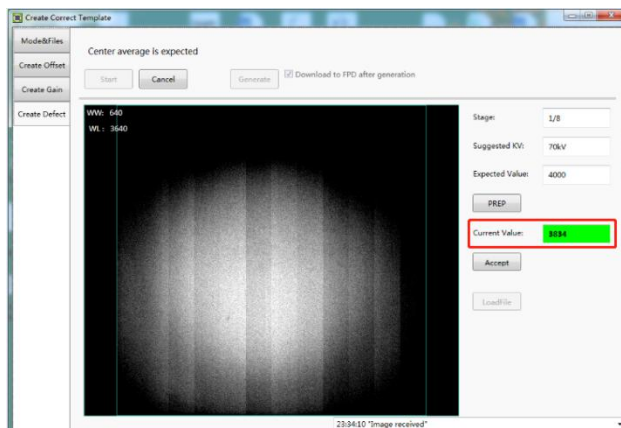 Create Correct Template
Mode&Files
Create Offset
Create Gain
Create Defect
Center average is expected
Start
Cancel
Generate
Download to FPD after generation
WW: 640
WL: 3640
Stage:
1/8
Suggested KV:
70kV
Expected Value:
4000
PREP
Current Value:
Accept
LoadFile
23:34:10 "Image received"